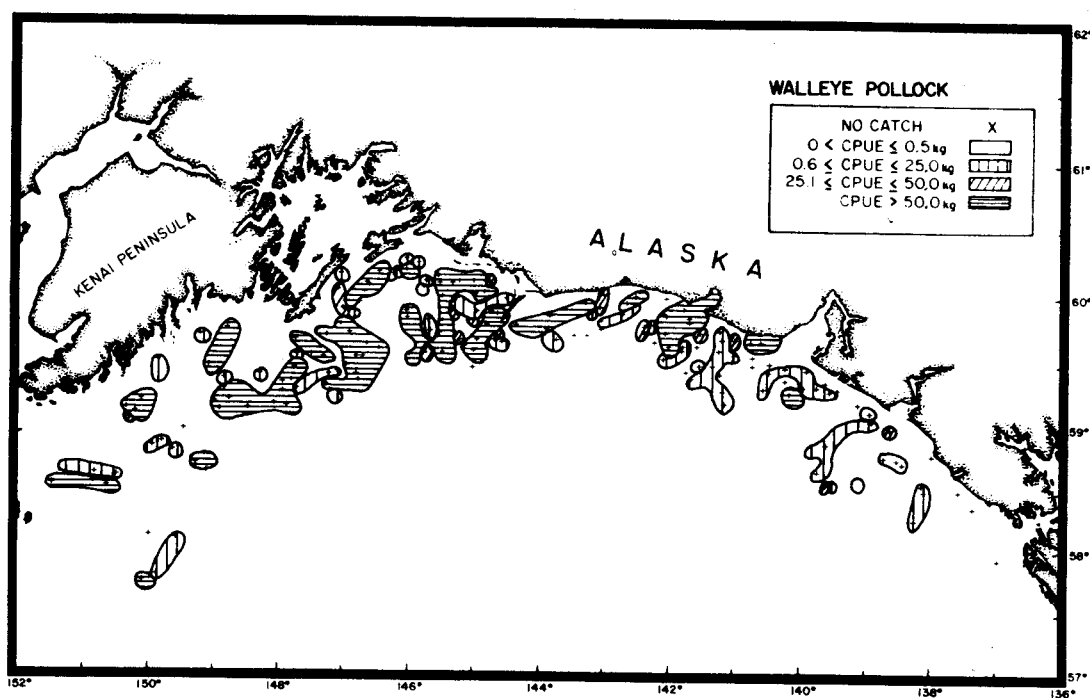 WALLEYE POLLOCK
NO CATCH X
0 < CPUE ≤ 0.5 kg
0.6 ≤ CPUE ≤ 25.0 kg
25.1 ≤ CPUE ≤ 50.0 kg
CPUE > 50.0 kg
KENAI PENINSULA
ALASKA
62°
61°
60°
59°
58°
57°
152° 150° 148° 146° 144° 142° 140° 138° 136°